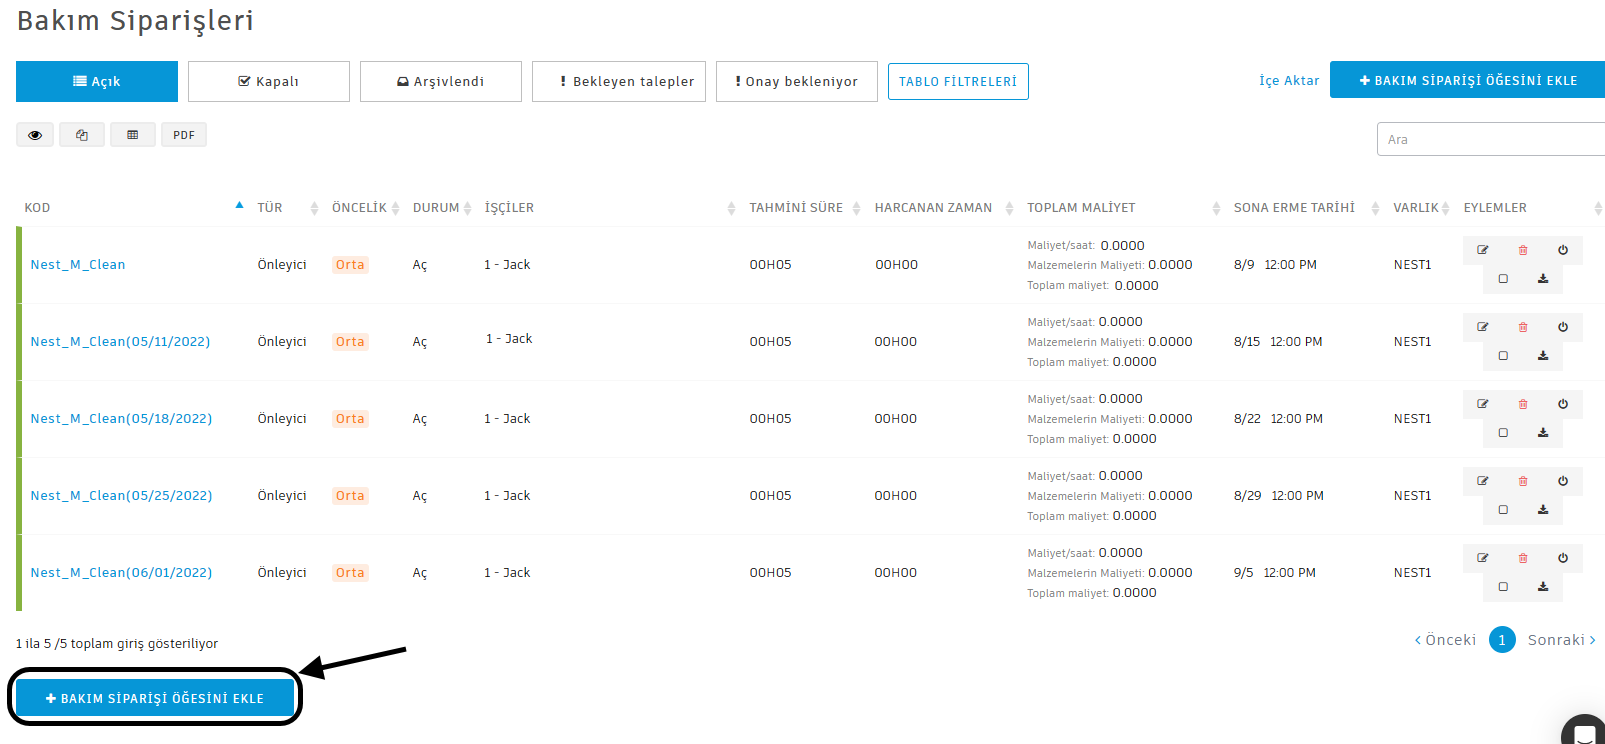 Bakım Siparişleri
Açık Kapalı Arşivlendi ! Bekleyen talepler ! Onay bekleniyor TABLO FİLTRELERİ İçe Aktar + BAKIM SİPARİŞİ ÖĞESİNİ EKLE
PDF Ara
KOD TÜR ÖNCELİK DURUM İŞÇİLER TAHMİNİ SÜRE HARCANAN ZAMAN TOPLAM MALİYET SONA ERME TARİHİ VARLIK EYLEMLER
Maliyet/saat: 0.0000
Nest_M_Clean Önleyici Orta Aç 1 - Jack 00H05 00H00 Malzemelerin Maliyeti: 0.0000 8/9 12:00 PM NEST1
Toplam maliyet: 0.0000
Maliyet/saat: 0.0000
Nest_M_Clean(05/11/2022) Önleyici Orta Aç 1 - Jack 00H05 00H00 Malzemelerin Maliyeti: 0.0000 8/15 12:00 PM NEST1
Toplam maliyet: 0.0000
Maliyet/saat: 0.0000
Nest_M_Clean(05/18/2022) Önleyici Orta Aç 1 - Jack 00H05 00H00 Malzemelerin Maliyeti: 0.0000 8/22 12:00 PM NEST1
Toplam maliyet: 0.0000
Maliyet/saat: 0.0000
Nest_M_Clean(05/25/2022) Önleyici Orta Aç 1 - Jack 00H05 00H00 Malzemelerin Maliyeti: 0.0000 8/29 12:00 PM NEST1
Toplam maliyet: 0.0000
Maliyet/saat: 0.0000
Nest_M_Clean(06/01/2022) Önleyici Orta Aç 1 - Jack 00H05 00H00 Malzemelerin Maliyeti: 0.0000 9/5 12:00 PM NEST1
Toplam maliyet: 0.0000
1 ila 5 /5 toplam giriş gösteriliyor < Önceki 1 Sonraki >
+ BAKIM SİPARİŞİ ÖĞESİNİ EKLE